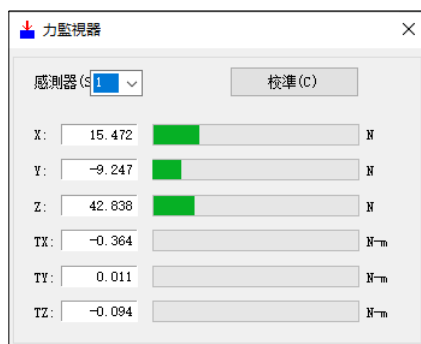 力監視器
感測器(S 1 校準(C)
X: 15.472 N
Y: -9.247 N
Z: 42.838 N
TX: -0.364 N-m
TY: 0.011 N-m
TZ: -0.094 N-m